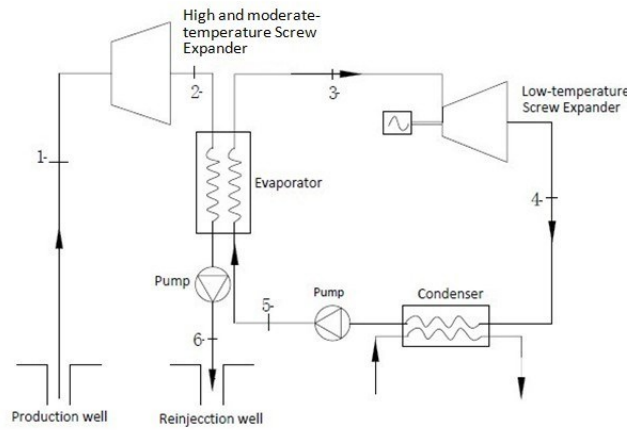 High and moderate-
temperature Screw
Expander
2-
3-
Low-temperature
Screw Expander
1-
Evaporator
4-
Pump
Pump
Condenser
5-
6-
Production well
Reinjecction well